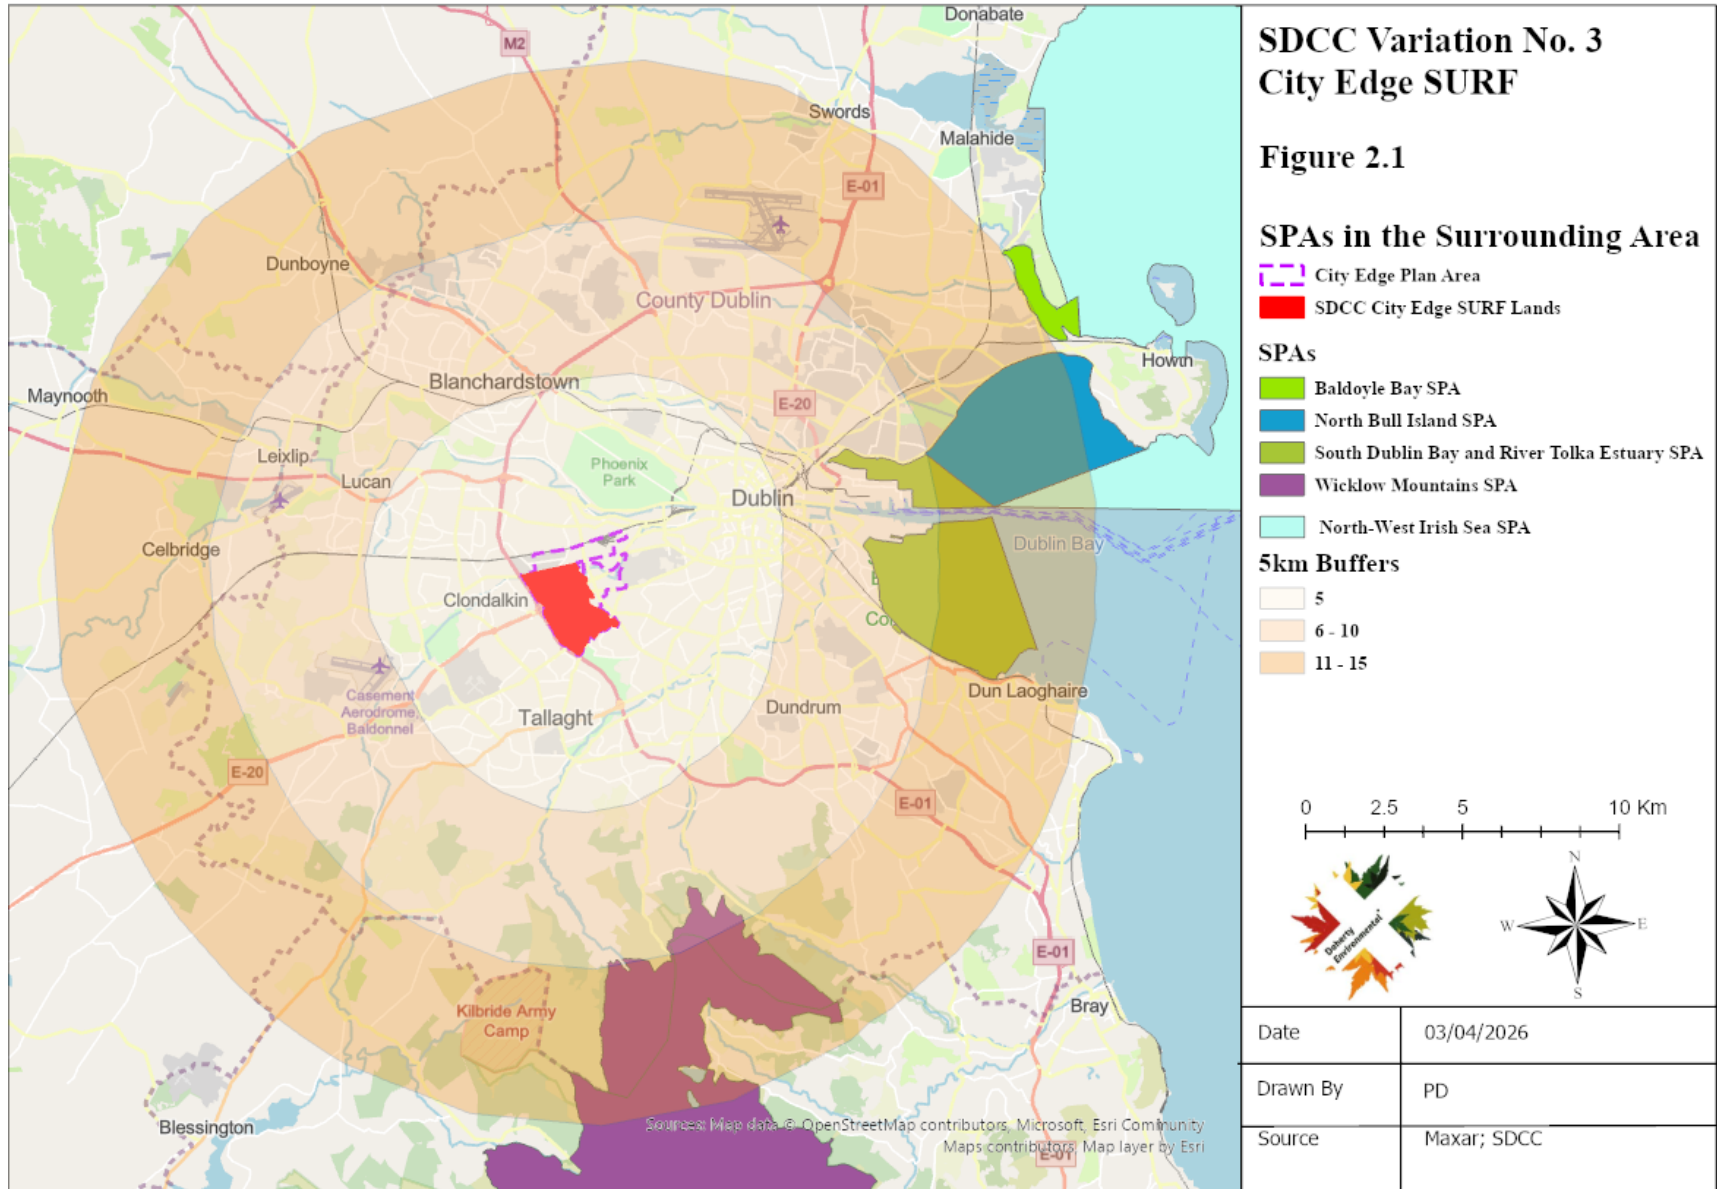 Donabate
M2
Swords
Malahide
E-01
Dunboyne
County Dublin
Howth
Blanchardstown
Maynooth
E-20
Leixlip
Lucan
Phoenix
Park
Dublin
Celbridge
Dublin Bay
Clondalkin
Dun Laoghaire
Casement
Aerodrome,
Baldonnel
Tallaght
Dundrum
E-20
E-01
E-01
Kilbride Army
Camp
Bray
Blessington
Sources: Map data © OpenStreetMap contributors, Microsoft, Esri Community
Maps contributors, Map layer by Esri
E-01
SDCC Variation No. 3
City Edge SURF
Figure 2.1
SPAs in the Surrounding Area
City Edge Plan Area
SDCC City Edge SURF Lands
SPAs
Baldoyle Bay SPA
North Bull Island SPA
South Dublin Bay and River Tolka Estuary SPA
Wicklow Mountains SPA
North-West Irish Sea SPA
5km Buffers
5
6 - 10
11 - 15
0 2.5 5 10 Km
Doherty
Environmental
N
W E
S
Date 03/04/2026
Drawn By PD
Source Maxar; SDCC